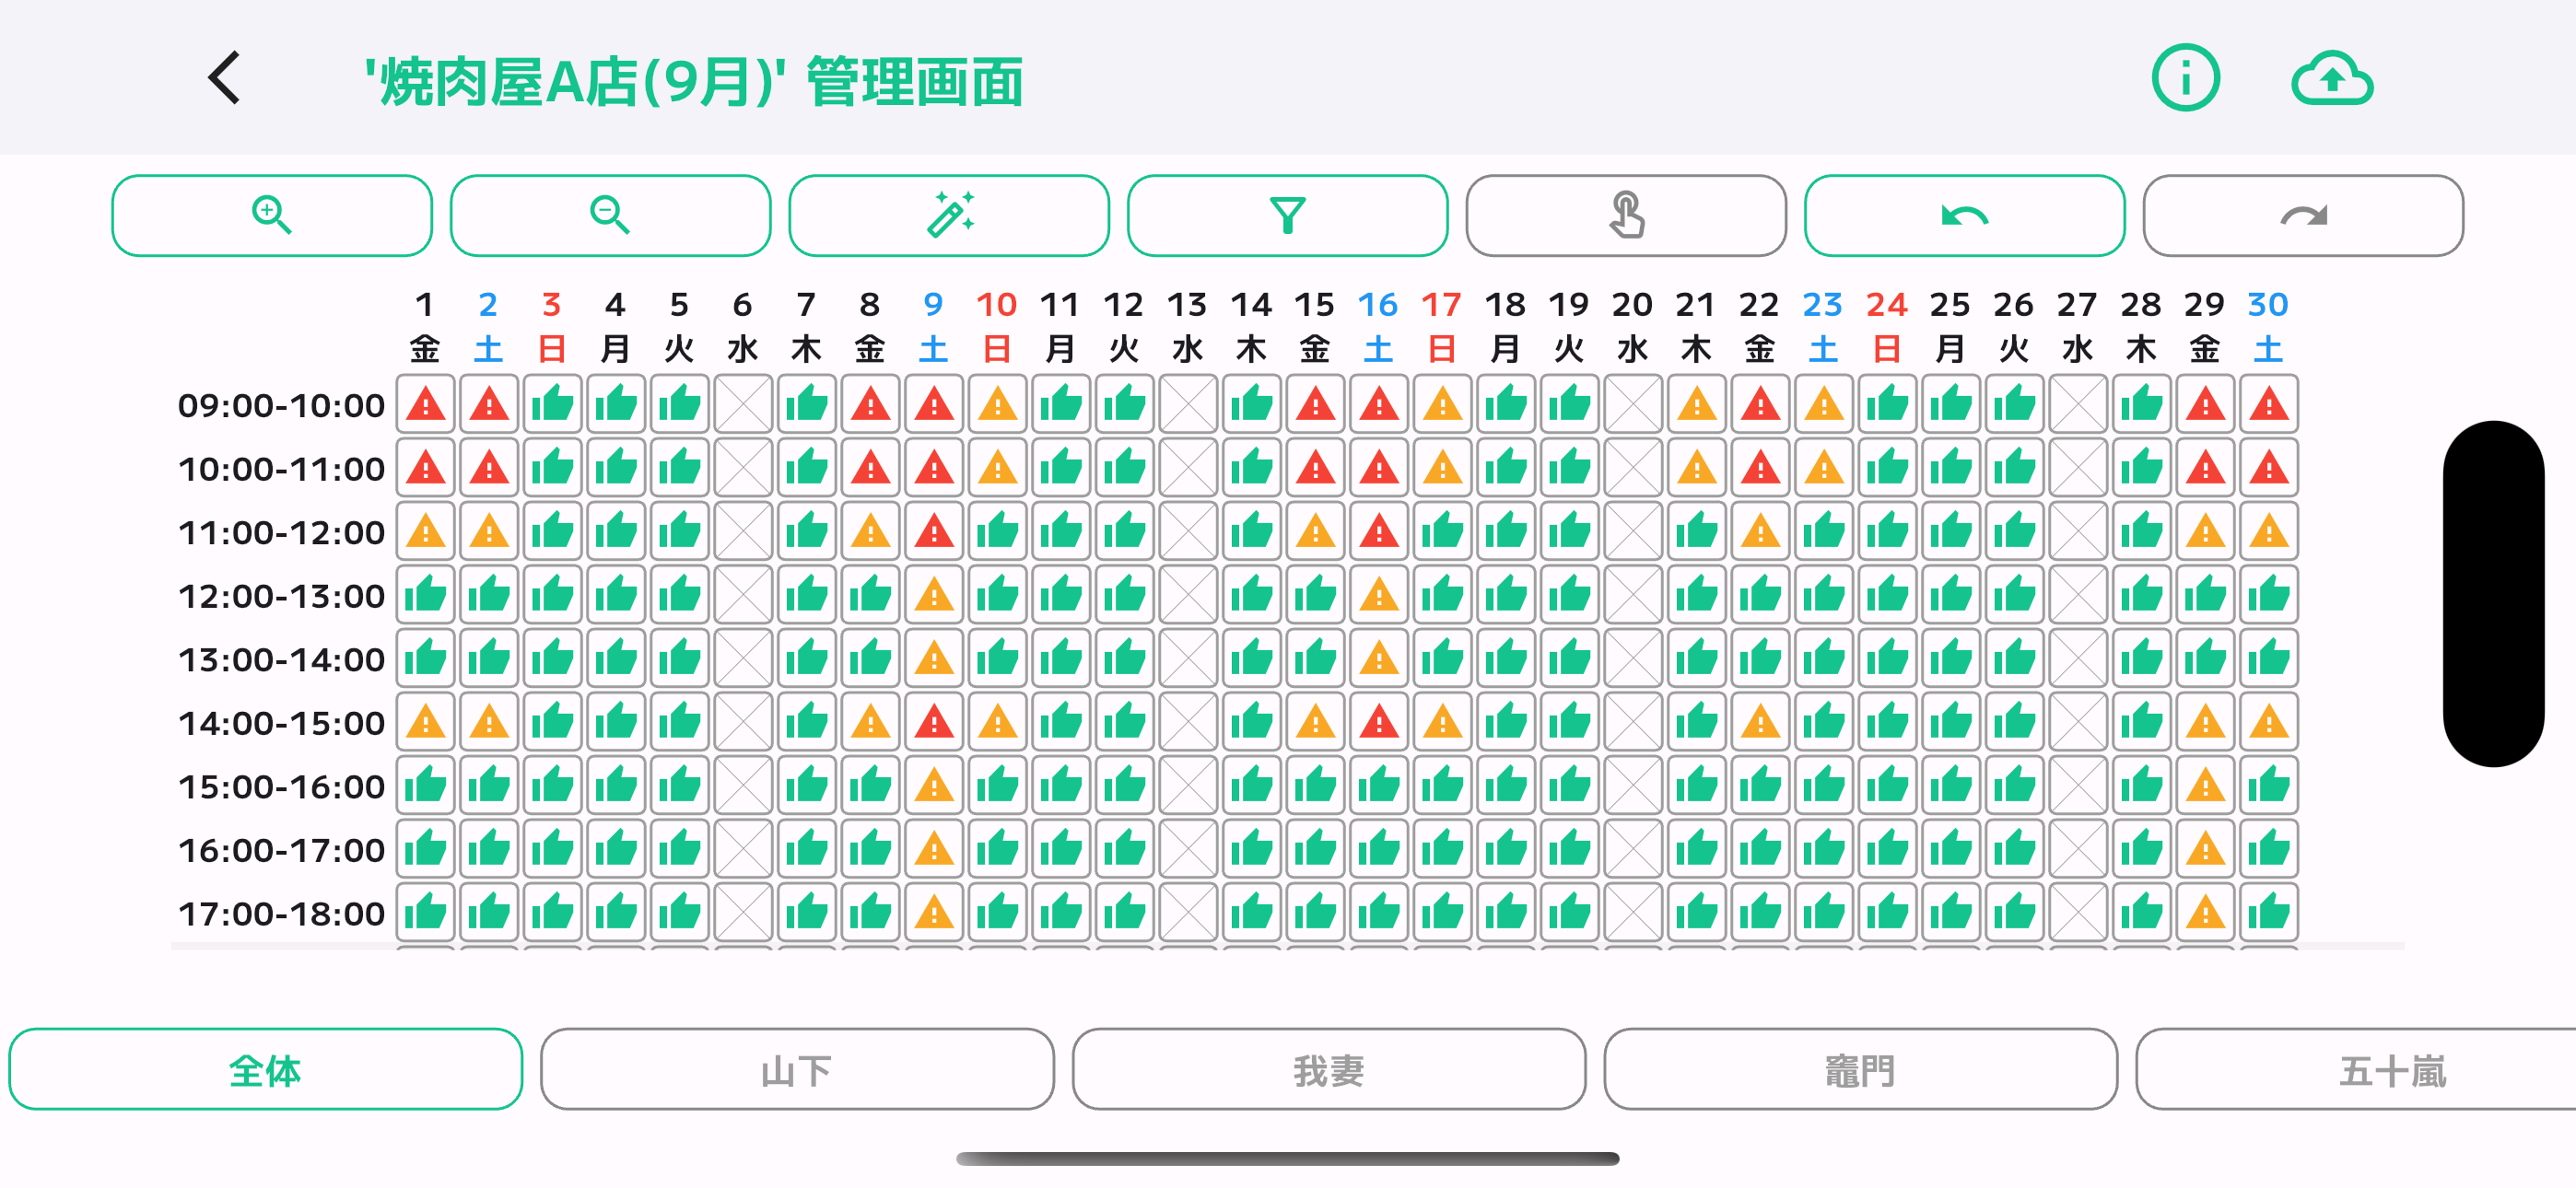 '焼肉屋A店(9月)' 管理画面
1 2 3 4 5 6 7 8 9 10 11 12 13 14 15 16 17 18 19 20 21 22 23 24 25 26 27 28 29 30
金 土 日 月 火 水 木 金 土 日 月 火 水 木 金 土 日 月 火 水 木 金 土 日 月 火 水 木 金 土
09:00-10:00
10:00-11:00
11:00-12:00
12:00-13:00
13:00-14:00
14:00-15:00
15:00-16:00
16:00-17:00
17:00-18:00
全体 山下 我妻 竈門 五十嵐